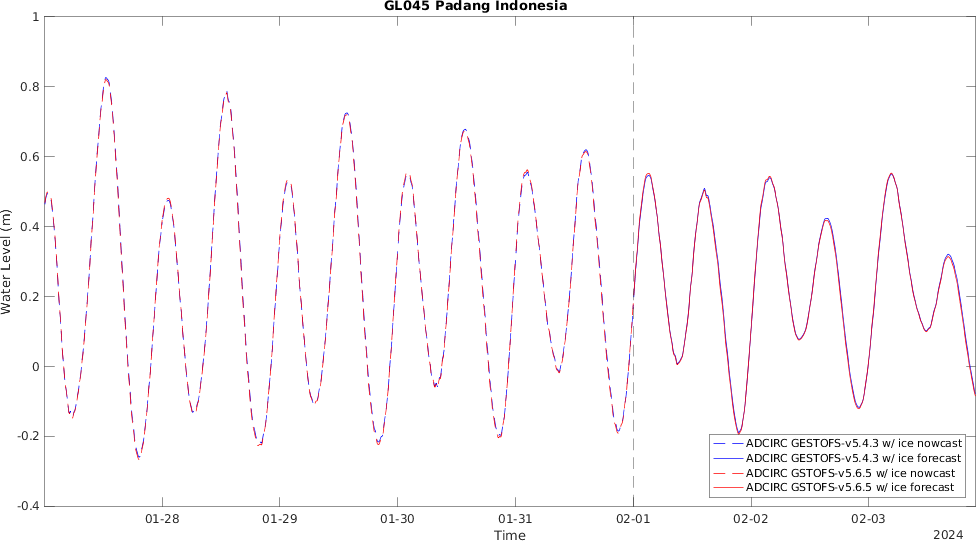 GL045 Padang Indonesia
Water Level (m)
1
0.8
0.6
0.4
0.2
0
-0.2
-0.4
ADCIRC GESTOFS-v5.4.3 w/ ice nowcast
ADCIRC GESTOFS-v5.4.3 w/ ice forecast
ADCIRC GSTOFS-v5.6.5 w/ ice nowcast
ADCIRC GSTOFS-v5.6.5 w/ ice forecast
01-28 01-29 01-30 01-31 02-01 02-02 02-03
Time
2024